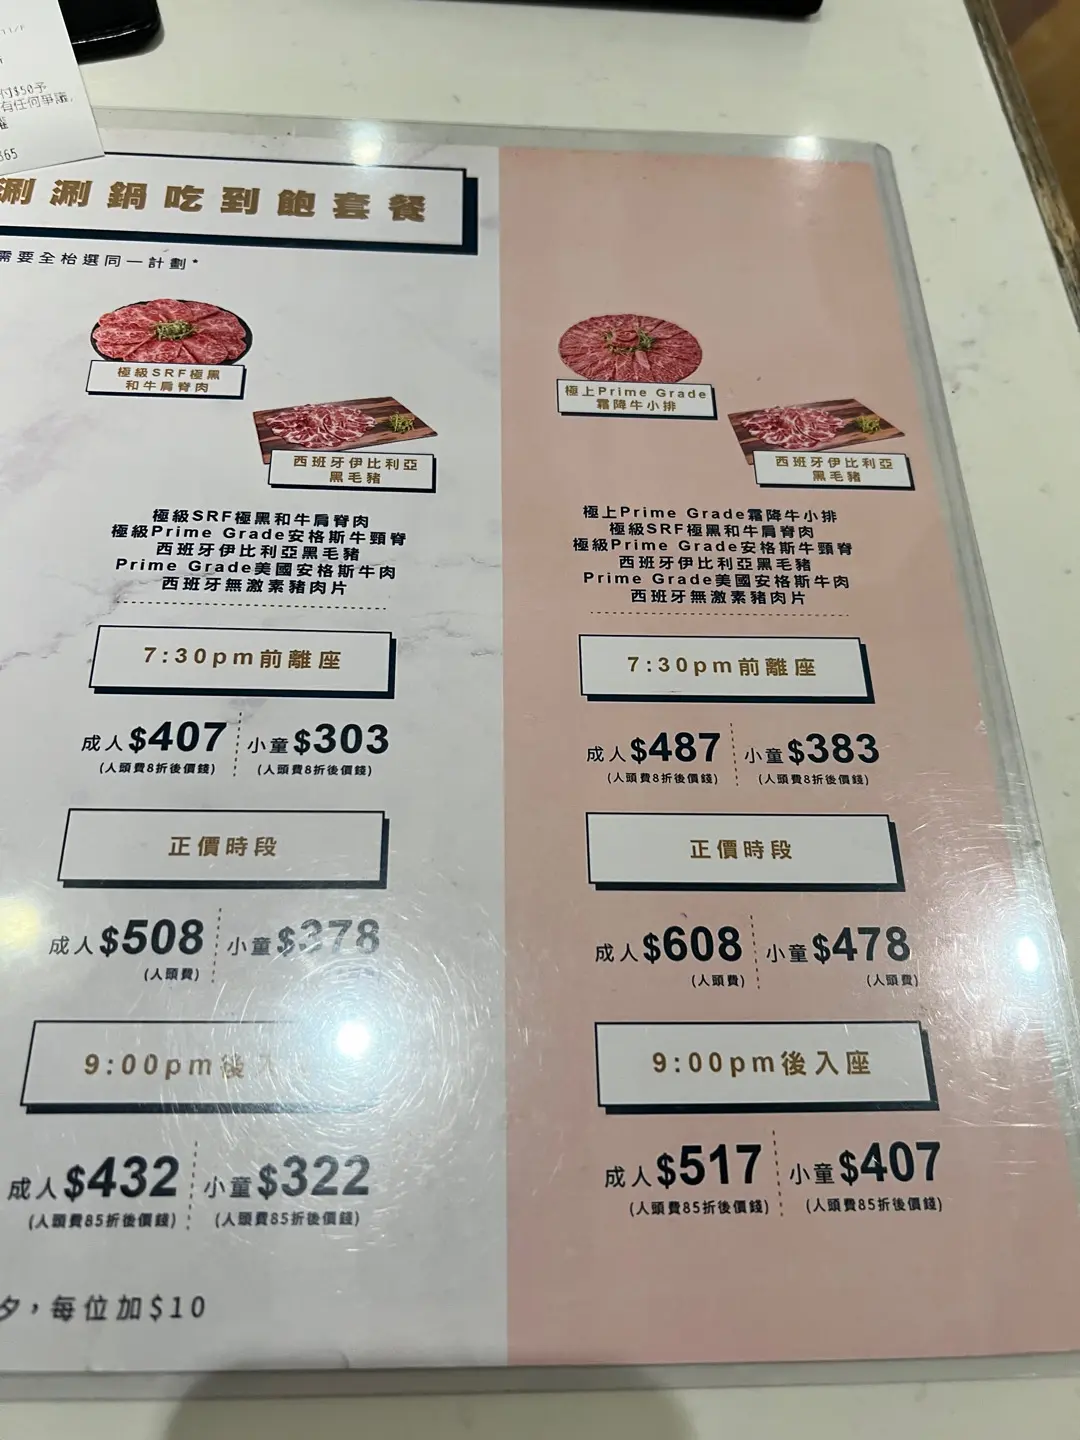 11/F
付$50予
有任何爭議,
權
365
涮涮鍋吃到飽套餐
需要全枱選同一計劃*
極級SRF極黑
和牛肩脊肉
西班牙伊比利亞
黑毛豬
極級SRF極黑和牛肩脊肉
極級Prime Grade安格斯牛頸脊
西班牙伊比利亞黑毛豬
Prime Grade美國安格斯牛肉
西班牙無激素豬肉片
7:30pm前離座
成人$407 小童$303
(人頭費8折後價錢) (人頭費8折後價錢)
正價時段
成人$508 小童$378
(人頭費)
9:00pm後入
成人$432 小童$322
(人頭費85折後價錢) (人頭費85折後價錢)
夕,每位加$10
極上Prime Grade
霜降牛小排
西班牙伊比利亞
黑毛豬
極上Prime Grade霜降牛小排
極級SRF極黑和牛肩脊肉
極級Prime Grade安格斯牛頸脊
西班牙伊比利亞黑毛豬
Prime Grade美國安格斯牛肉
西班牙無激素豬肉片
7:30pm前離座
成人$487 小童$383
(人頭費8折後價錢) (人頭費8折後價錢)
正價時段
成人$608 小童$478
(人頭費) (人頭費)
9:00pm後入座
成人$517 小童$407
(人頭費85折後價錢) (人頭費85折後價錢)